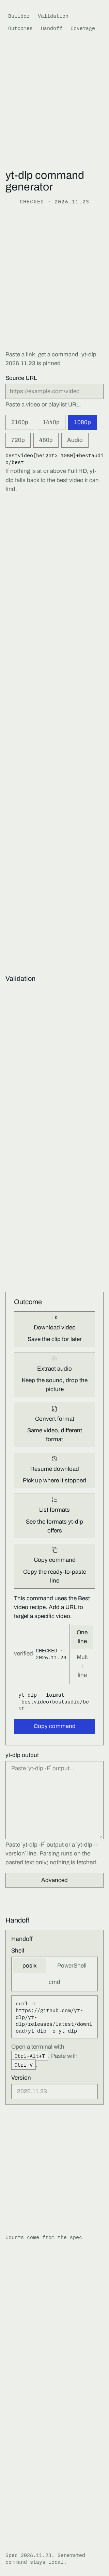 Builder Validation
Outcomes Handoff Coverage
yt-dlp command
generator
CHECKED · 2026.11.23
Paste a link, get a command. yt-dlp
2026.11.23 is pinned
Source URL
https://example.com/video
Paste a video or playlist URL.
2160p 1440p 1080p
720p 480p Audio
bestvideo[height>=1080]+bestaudi
o/best
If nothing is at or above Full HD, yt-
dlp falls back to the best video it can
find.
Validation
Outcome
Download video
Save the clip for later
Extract audio
Keep the sound, drop the
picture
Convert format
Same video, different
format
Resume download
Pick up where it stopped
List formats
See the formats yt-dlp
offers
Copy command
Copy the ready-to-paste
line
This command uses the Best
video recipe. Add a URL to
target a specific video.
verified
CHECKED ·
2026.11.23
One
line
Mult
i
line
yt-dlp --format
'bestvideo+bestaudio/be
st'
Copy command
yt-dlp output
Paste `yt-dlp -F` output...
Paste `yt-dlp -F` output or a `yt-dlp --
version` line. Parsing runs on the
pasted text only; nothing is fetched.
Advanced
Handoff
Handoff
Shell
posix PowerShell
cmd
curl -L
https://github.com/yt-
dlp/yt-
dlp/releases/latest/downl
oad/yt-dlp -o yt-dlp
Open a terminal with
Ctrl+Alt+T. Paste with
Ctrl+V
Version
2026.11.23
Counts come from the spec
Spec 2026.11.23. Generated
command stays local.